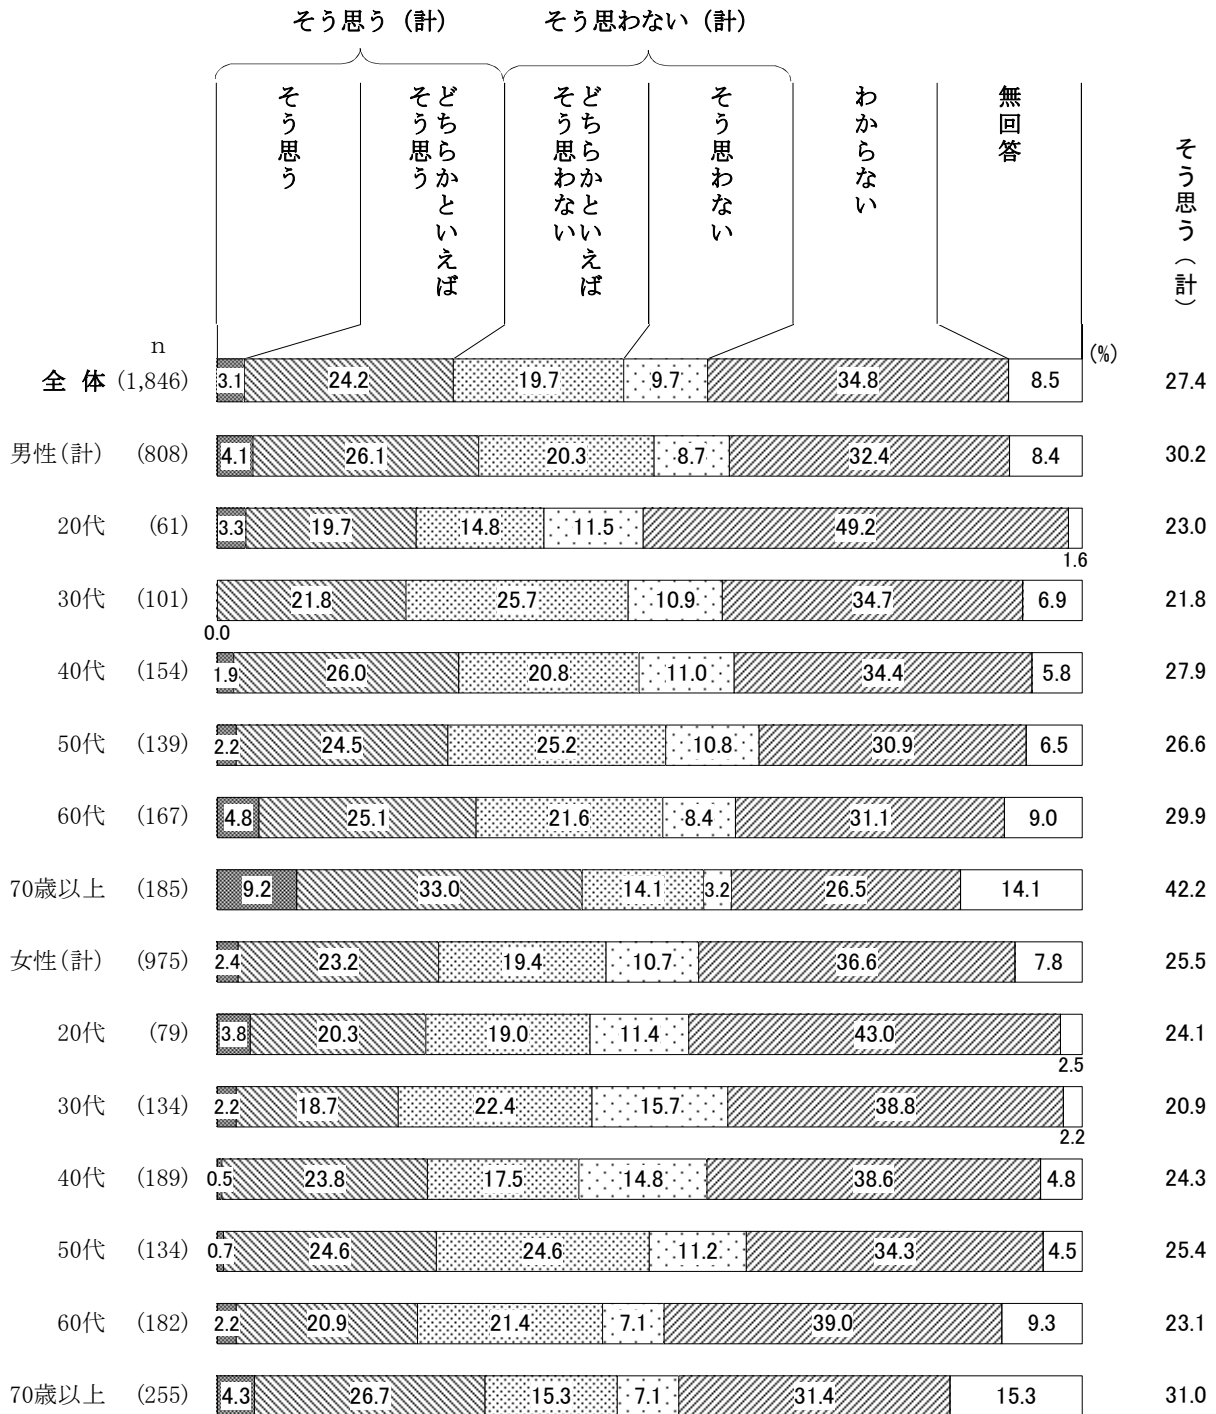 そう思う（計）
そう思わない（計）
そう思う
どちらかといえば
そう思う
どちらかといえば
そう思わない
そう思わない
わからない
無回答
そう思う（計）
n
(%)
全 体 (1,846) 3.1 24.2 19.7 9.7 34.8 8.5 27.4
男性(計) (808) 4.1 26.1 20.3 8.7 32.4 8.4 30.2
20代 (61) 3.3 19.7 14.8 11.5 49.2 1.6 23.0
30代 (101) 0.0 21.8 25.7 10.9 34.7 6.9 21.8
40代 (154) 1.9 26.0 20.8 11.0 34.4 5.8 27.9
50代 (139) 2.2 24.5 25.2 10.8 30.9 6.5 26.6
60代 (167) 4.8 25.1 21.6 8.4 31.1 9.0 29.9
70歳以上 (185) 9.2 33.0 14.1 3.2 26.5 14.1 42.2
女性(計) (975) 2.4 23.2 19.4 10.7 36.6 7.8 25.5
20代 (79) 3.8 20.3 19.0 11.4 43.0 2.5 24.1
30代 (134) 2.2 18.7 22.4 15.7 38.8 2.2 20.9
40代 (189) 0.5 23.8 17.5 14.8 38.6 4.8 24.3
50代 (134) 0.7 24.6 24.6 11.2 34.3 4.5 25.4
60代 (182) 2.2 20.9 21.4 7.1 39.0 9.3 23.1
70歳以上 (255) 4.3 26.7 15.3 7.1 31.4 15.3 31.0